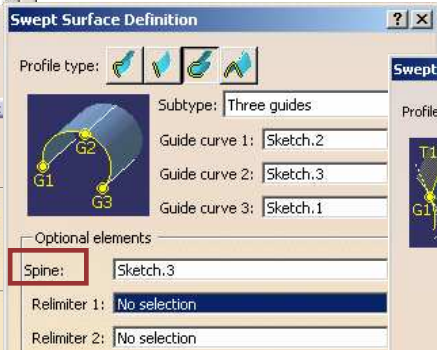 Swept Surface Definition
? X
Profile type:
Subtype: Three guides
Guide curve 1: Sketch.2
Guide curve 2: Sketch.3
Guide curve 3: Sketch.1
G1
G2
G3
Optional elements
Spine: Sketch.3
Relimiter 1: No selection
Relimiter 2: No selection
Swept
Profile
T1
G1